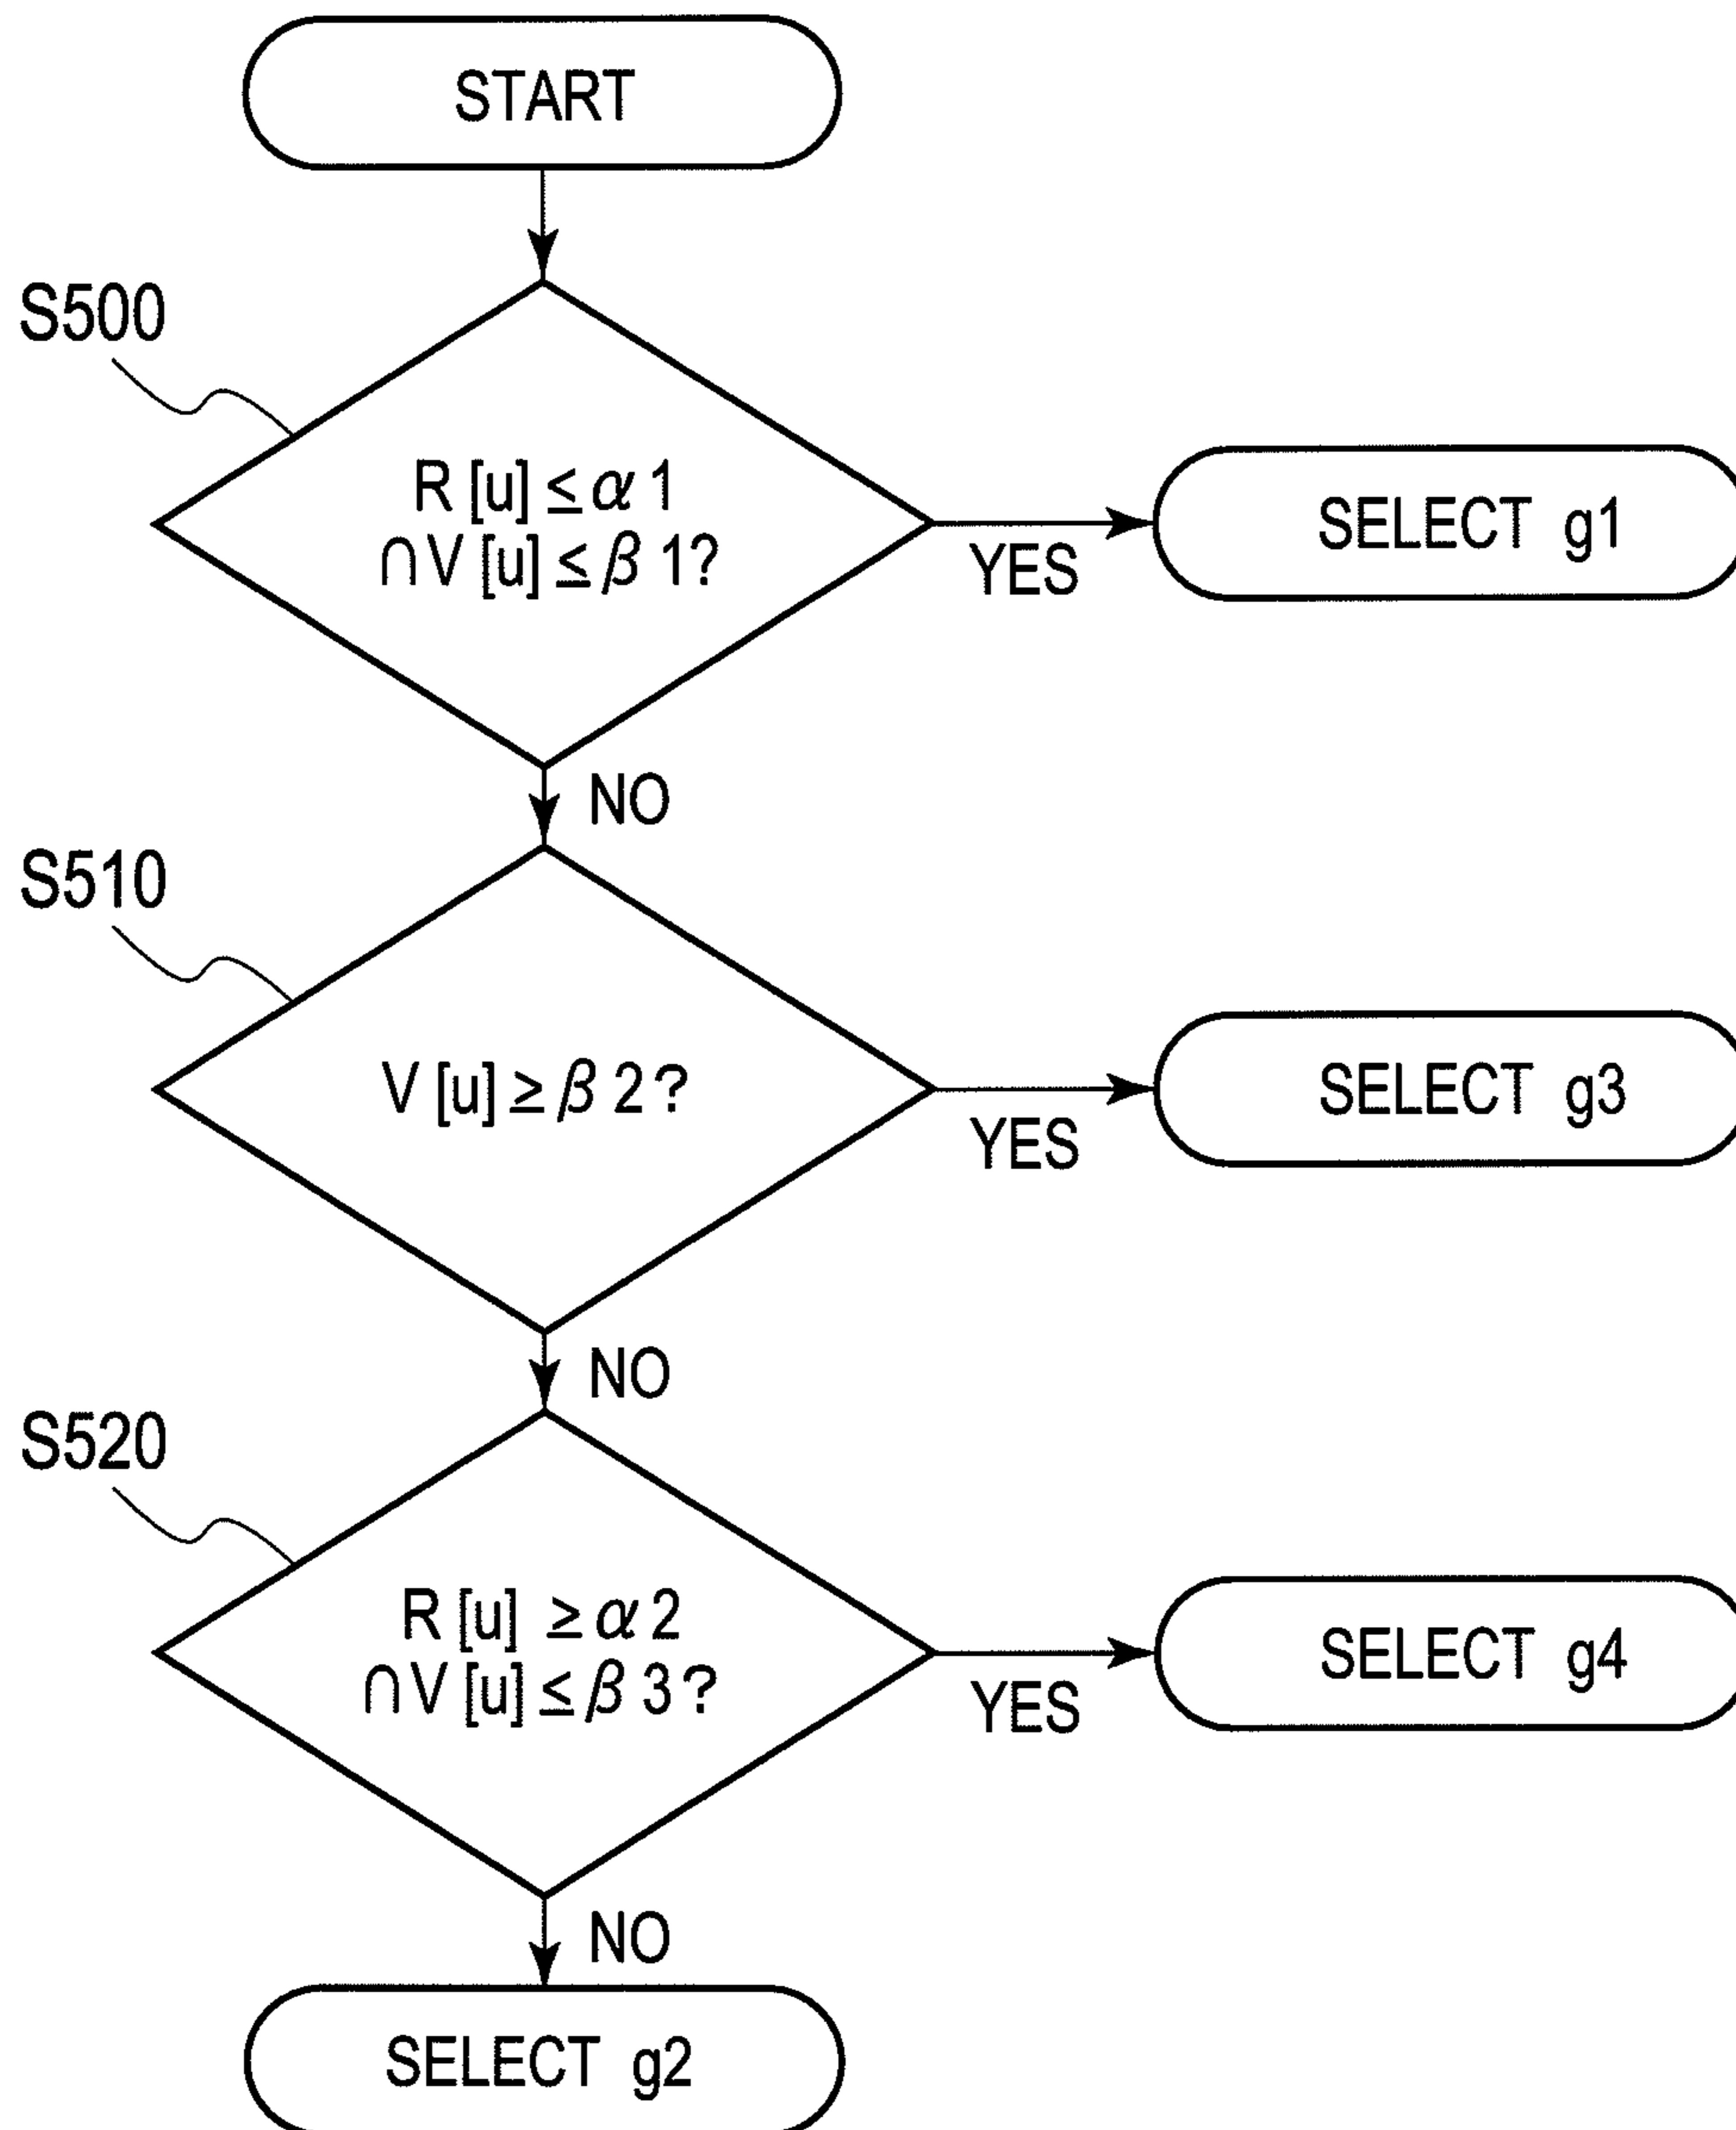 START
S500
R [u] ≤ α 1
∩ V [u] ≤ β 1?
YES
SELECT g1
NO
S510
V [u] ≥ β 2 ?
YES
SELECT g3
NO
S520
R [u] ≥ α 2
∩ V [u] ≤ β 3 ?
YES
SELECT g4
NO
SELECT g2